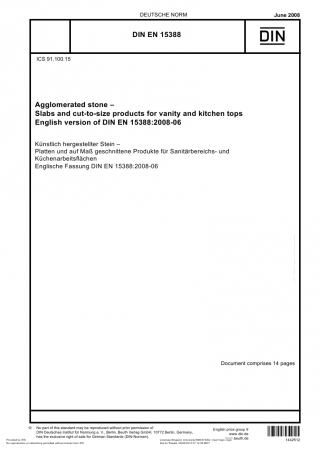 DEUTSCHE NORM
June 2008
DIN EN 15388
DIN
ICS 91.100.15
Agglomerated stone –
Slabs and cut-to-size products for vanity and kitchen tops
English version of DIN EN 15388:2008-06
Künstlich hergestellter Stein –
Platten und auf Maß geschnittene Produkte für Sanitärbereichs- und
Küchenarbeitsflächen
Englische Fassung DIN EN 15388:2008-06
Document comprises 14 pages
© No part of this standard may be reproduced without prior permission of
DIN Deutsches Institut für Normung e. V., Berlin. Beuth Verlag GmbH, 10772 Berlin, Germany,
has the exclusive right of sale for German Standards (DIN-Normen).
English price group 9
www.din.de
www.beuth.de